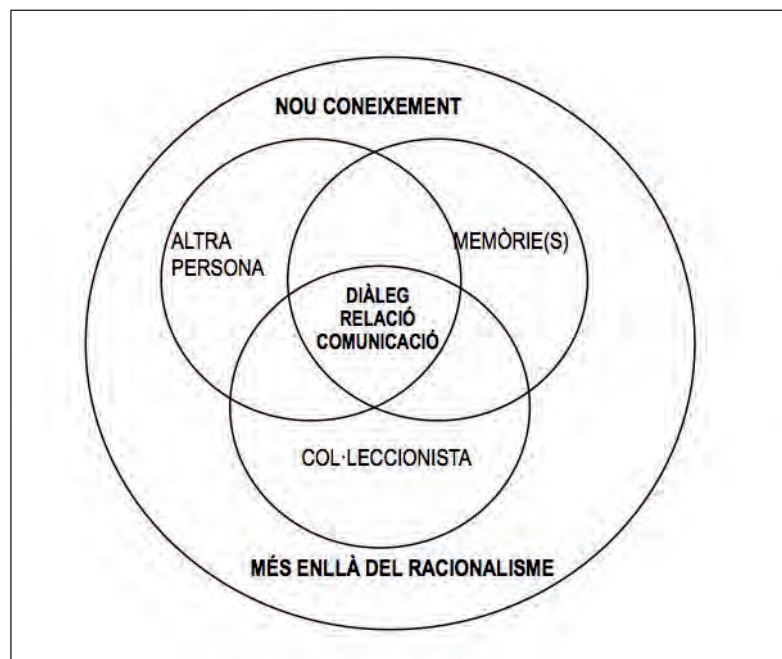 NOU CONEIXEMENT
ALTRA
PERSONA
MEMÒRIE(S)
DIÀLEG
RELACIÓ
COMUNICACIÓ
COL·LECCIONISTA
MÉS ENLLÀ DEL RACIONALISME